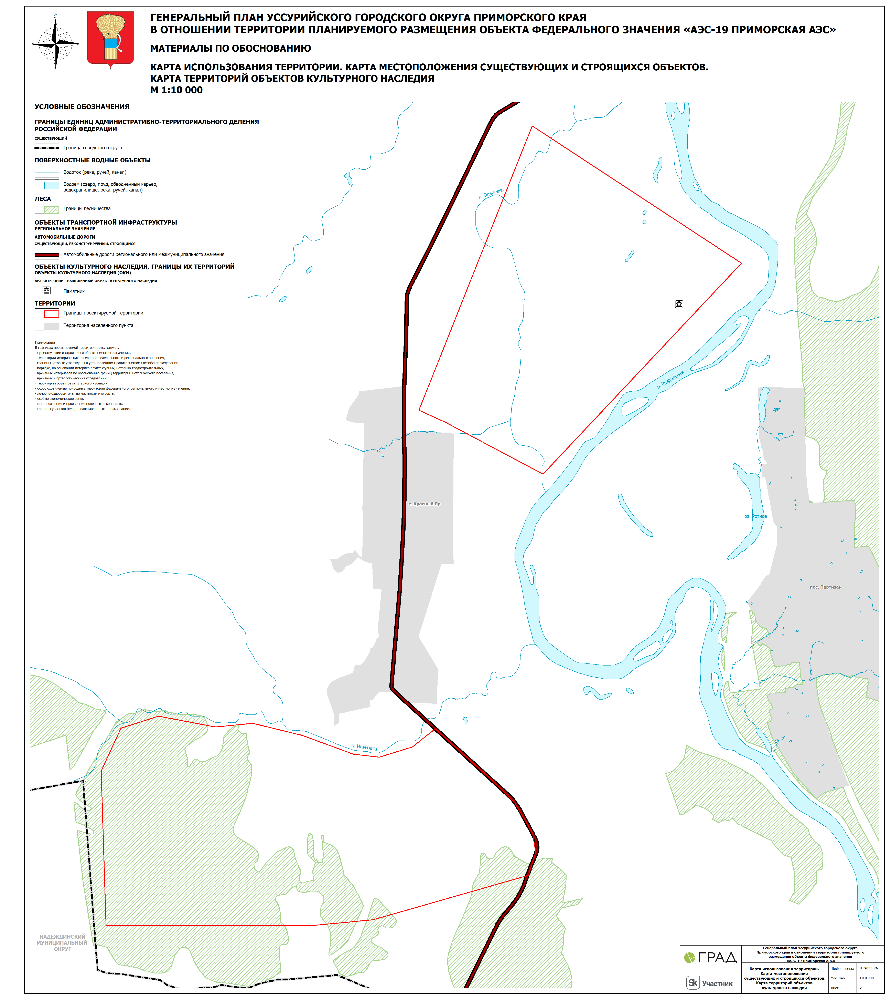 С
ГЕНЕРАЛЬНЫЙ ПЛАН УССУРИЙСКОГО ГОРОДСКОГО ОКРУГА ПРИМОРСКОГО КРАЯ
В ОТНОШЕНИИ ТЕРРИТОРИИ ПЛАНИРУЕМОГО РАЗМЕЩЕНИЯ ОБЪЕКТА ФЕДЕРАЛЬНОГО ЗНАЧЕНИЯ «АЭС-19 ПРИМОРСКАЯ АЭС»
МАТЕРИАЛЫ ПО ОБОСНОВАНИЮ
КАРТА ИСПОЛЬЗОВАНИЯ ТЕРРИТОРИИ. КАРТА МЕСТОПОЛОЖЕНИЯ СУЩЕСТВУЮЩИХ И СТРОЯЩИХСЯ ОБЪЕКТОВ.
КАРТА ТЕРРИТОРИЙ ОБЪЕКТОВ КУЛЬТУРНОГО НАСЛЕДИЯ
М 1:10 000
УСЛОВНЫЕ ОБОЗНАЧЕНИЯ
ГРАНИЦЫ ЕДИНИЦ АДМИНИСТРАТИВНО-ТЕРРИТОРИАЛЬНОГО ДЕЛЕНИЯ
РОССИЙСКОЙ ФЕДЕРАЦИИ
СУЩЕСТВУЮЩИЙ
Граница городского округа
ПОВЕРХНОСТНЫЕ ВОДНЫЕ ОБЪЕКТЫ
Водоток (река, ручей, канал)
Водоем (озеро, пруд, обводненный карьер,
водохранилище, река, ручей, канал)
ЛЕСА
Границы лесничества
ОБЪЕКТЫ ТРАНСПОРТНОЙ ИНФРАСТРУКТУРЫ
РЕГИОНАЛЬНОЕ ЗНАЧЕНИЕ
АВТОМОБИЛЬНЫЕ ДОРОГИ
СУЩЕСТВУЮЩИЙ, РЕКОНСТРУИРУЕМЫЙ, СТРОЯЩИЙСЯ
Автомобильные дороги регионального или межмуниципального значения
ОБЪЕКТЫ КУЛЬТУРНОГО НАСЛЕДИЯ, ГРАНИЦЫ ИХ ТЕРРИТОРИЙ
ОБЪЕКТЫ КУЛЬТУРНОГО НАСЛЕДИЯ (ОКН)
БЕЗ КАТЕГОРИИ - ВЫЯВЛЕННЫЙ ОБЪЕКТ КУЛЬТУРНОГО НАСЛЕДИЯ
Памятник
ТЕРРИТОРИИ
Границы проектируемой территории
Территория населенного пункта
Примечание
В границах проектируемой территории отсутствуют:
- существующие и строящиеся объекты местного значения;
- территории исторических поселений федерального и регионального значения,
границы которых утверждены в установленном Правительством Российской Федерации
порядке, на основании историко-архитектурных, историко-градостроительных,
архивных материалов по обоснованию границ территории исторического поселения,
архивных и археологических исследований;
- территории объектов культурного наследия;
- особо охраняемые природные территории федерального, регионального и местного значения;
- лечебно-оздоровительные местности и курорты;
- особые экономические зоны;
- месторождения и проявления полезных ископаемых;
- границы участков недр, предоставленных в пользование.
р. Оленевка
р. Раздольная
с. Красный Яр
оз. Ротное
пос. Партизан
р. Ивановка
НАДЕЖДИНСКИЙ
МУНИЦИПАЛЬНЫЙ
ОКРУГ
ГРАД
Sk Участник
Генеральный план Уссурийского городского округа
Приморского края в отношении территории планируемого
размещения объекта федерального значения
«АЭС-19 Приморская АЭС»
Карта использования территории.
Карта местоположения
существующих и строящихся объектов.
Карта территорий объектов
культурного наследия
Шифр проекта ГП 2033-26
Масштаб 1:10 000
Лист 2